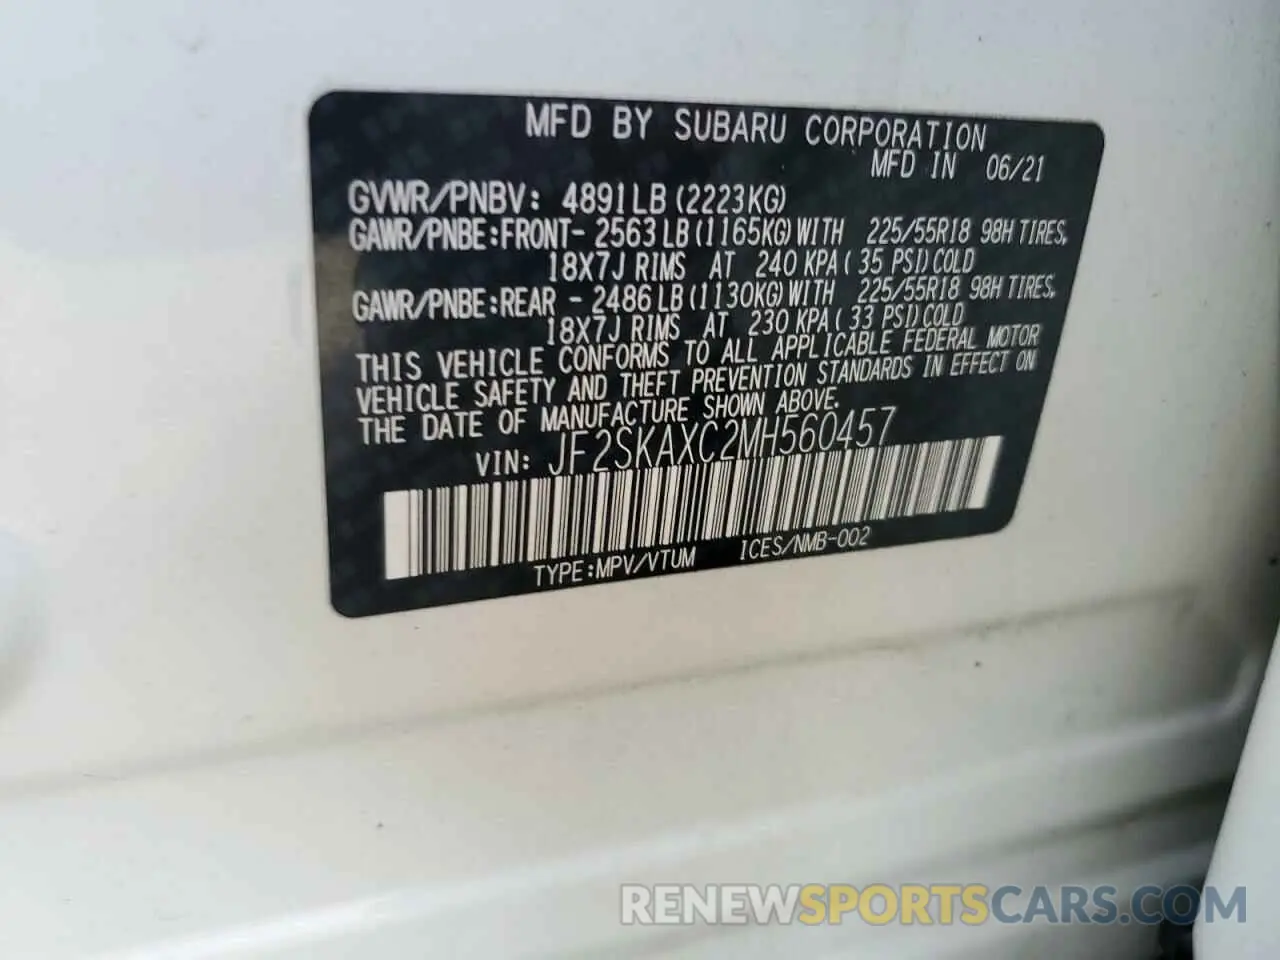 MFD BY SUBARU CORPORATION
MFD IN 06/21
GVWR/PNBV: 4891LB (2223KG)
GAWR/PNBE:FRONT- 2563 LB (1165KG) WITH 225/55R18 98H TIRES,
18X7J RIMS AT 240 KPA ( 35 PSI) COLD
GAWR/PNBE:REAR - 2486 LB (1130KG) WITH 225/55R18 98H TIRES,
18X7J RIMS AT 230 KPA ( 33 PSI) COLD
THIS VEHICLE CONFORMS TO ALL APPLICABLE FEDERAL MOTOR
VEHICLE SAFETY AND THEFT PREVENTION STANDARDS IN EFFECT ON
THE DATE OF MANUFACTURE SHOWN ABOVE.
VIN: JF2SKAXC2MH560457
TYPE:MPV/VTUM ICES/NMB-002
RENEWSPORTSCARS.COM